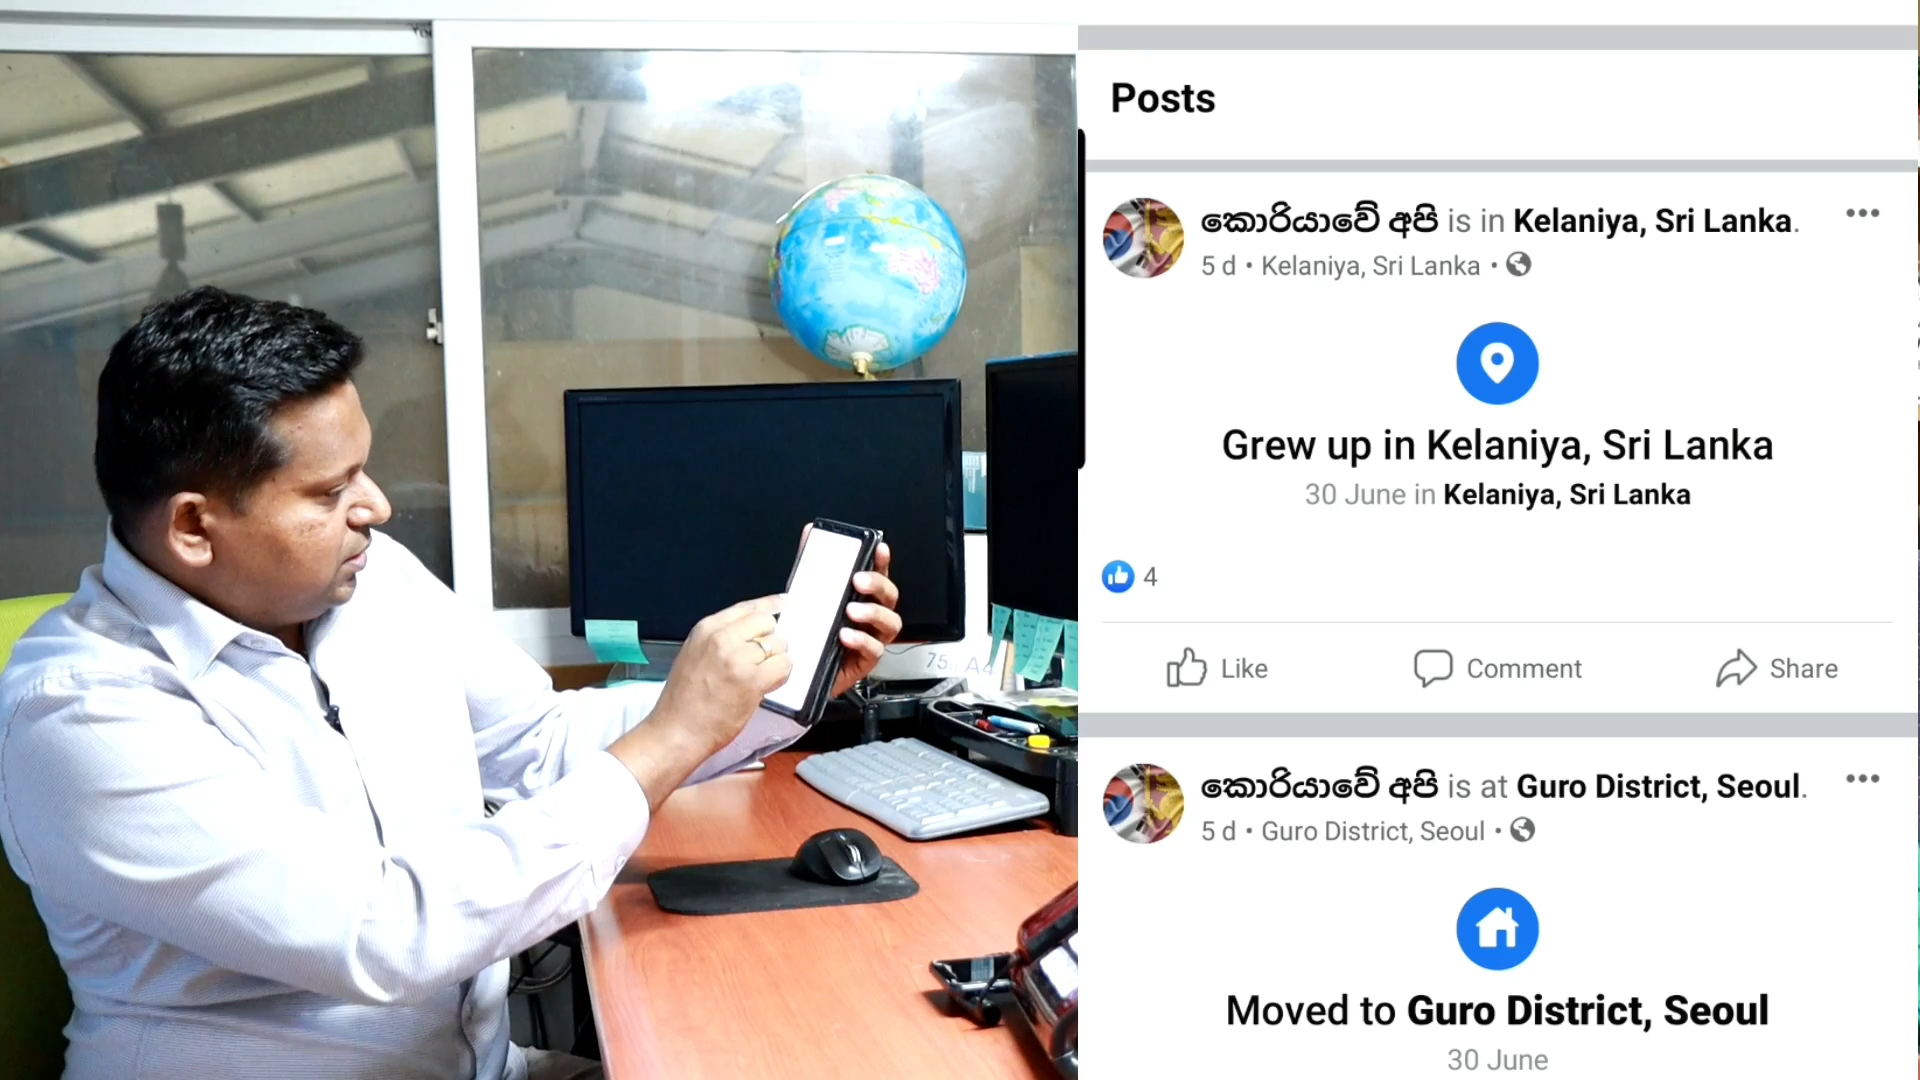 Posts
කොරියාවේ අපි is in Kelaniya, Sri Lanka.
5 d • Kelaniya, Sri Lanka •
Grew up in Kelaniya, Sri Lanka
30 June in Kelaniya, Sri Lanka
4
Like Comment Share
කොරියාවේ අපි is at Guro District, Seoul.
5 d • Guro District, Seoul •
Moved to Guro District, Seoul
30 June